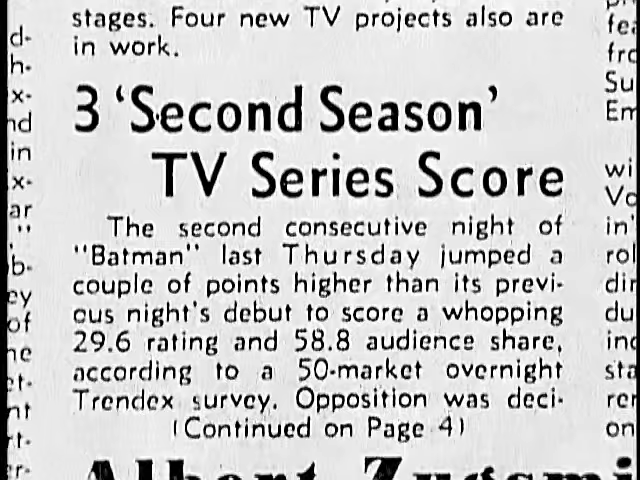 stages. Four new TV projects also are
in work.
3 'Second Season'
TV Series Score
The second consecutive night of
"Batman" last Thursday jumped a
couple of points higher than its previ-
ous night's debut to score a whopping
29.6 rating and 58.8 audience share,
according to a 50-market overnight
Trendex survey. Opposition was deci-
(Continued on Page 4)
Albert